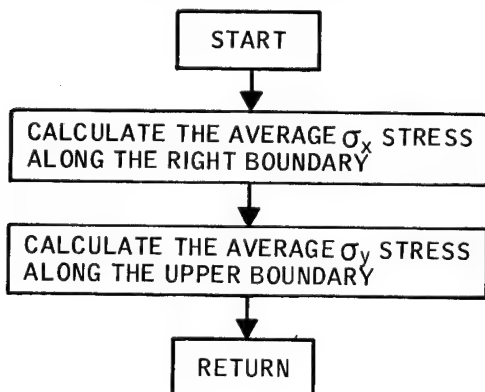 START
CALCULATE THE AVERAGE σx STRESS
ALONG THE RIGHT BOUNDARY
CALCULATE THE AVERAGE σy STRESS
ALONG THE UPPER BOUNDARY
RETURN